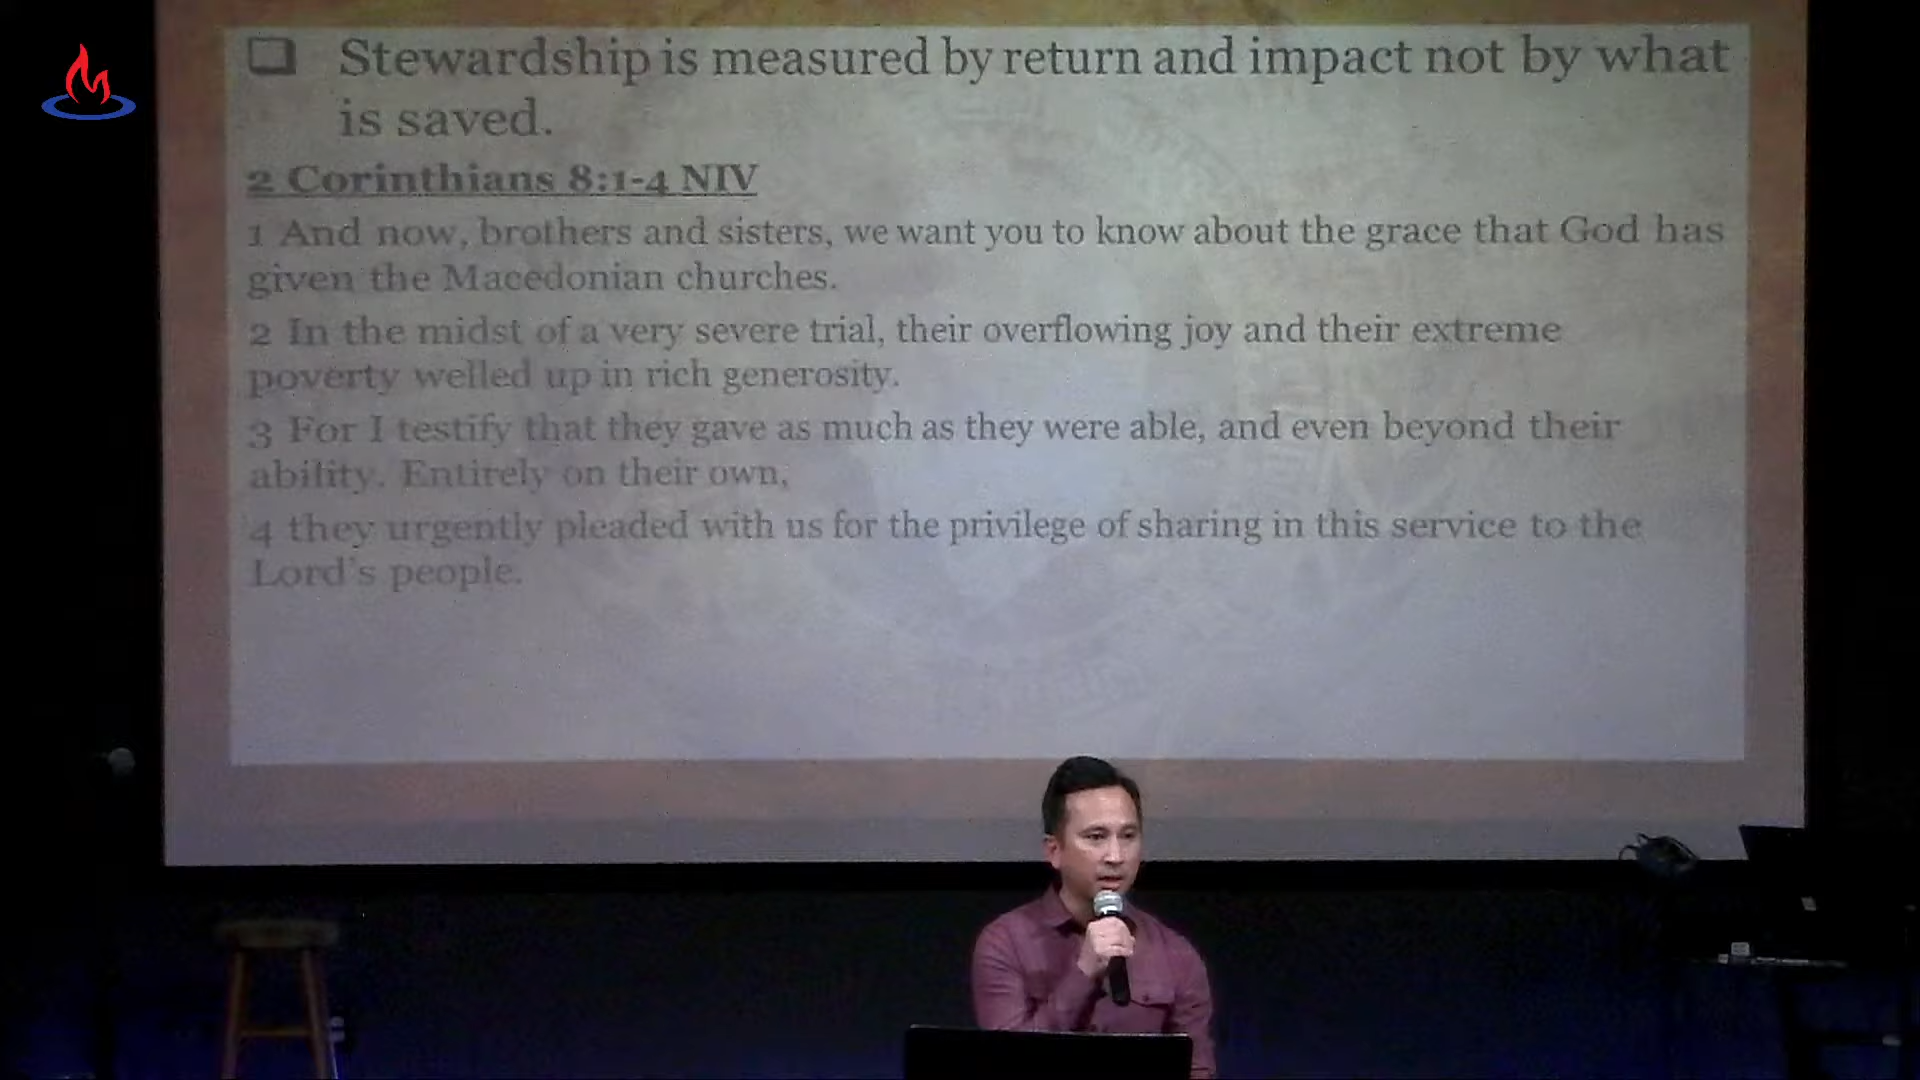 Stewardship is measured by return and impact not by what
is saved.
2 Corinthians 8:1-4 NIV
1 And now, brothers and sisters, we want you to know about the grace that God has
given the Macedonian churches.
2 In the midst of a very severe trial, their overflowing joy and their extreme
poverty welled up in rich generosity.
3 For I testify that they gave as much as they were able, and even beyond their
ability. Entirely on their own,
4 they urgently pleaded with us for the privilege of sharing in this service to the
Lord's people.